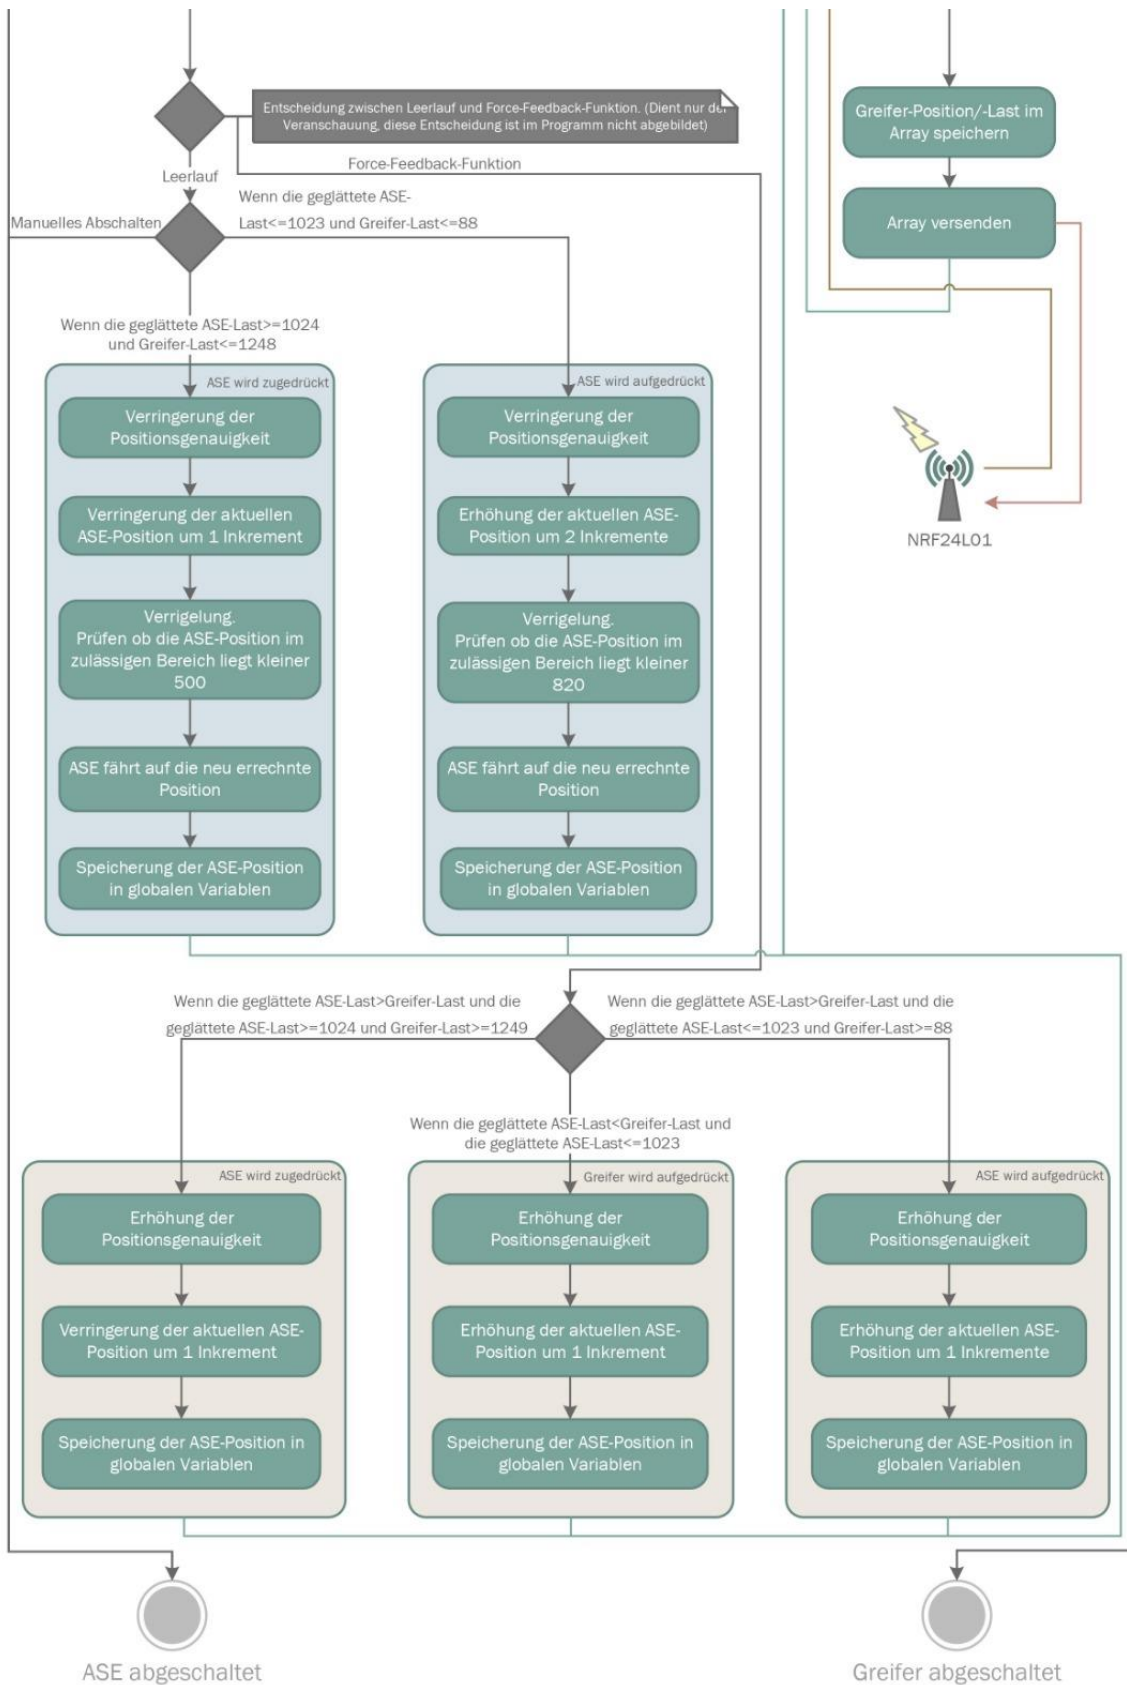 Entscheidung zwischen Leerlauf und Force-Feedback-Funktion. (Dient nur der
Veranschauung, diese Entscheidung ist im Programm nicht abgebildet)
Force-Feedback-Funktion
Leerlauf
Manuelles Abschalten
Wenn die geglättete ASE-
Last<=1023 und Greifer-Last<=88
Wenn die geglättete ASE-Last>=1024
und Greifer-Last<=1248
ASE wird zugedrückt
Verringerung der
Positionsgenauigkeit
Verringerung der aktuellen
ASE-Position um 1 Inkrement
Verrigelung.
Prüfen ob die ASE-Position im
zulässigen Bereich liegt kleiner
500
ASE fährt auf die neu errechnte
Position
Speicherung der ASE-Position
in globalen Variablen
ASE wird aufgedrückt
Verringerung der
Positionsgenauigkeit
Erhöhung der aktuellen ASE-
Position um 2 Inkremente
Verrigelung.
Prüfen ob die ASE-Position im
zulässigen Bereich liegt kleiner
820
ASE fährt auf die neu errechnte
Position
Speicherung der ASE-Position
in globalen Variablen
Greifer-Position/-Last im
Array speichern
Array versenden
NRF24L01
Wenn die geglättete ASE-Last>Greifer-Last und die
geglättete ASE-Last>=1024 und Greifer-Last>=1249
Wenn die geglättete ASE-Last>Greifer-Last und die
geglättete ASE-Last<=1023 und Greifer-Last>=88
Wenn die geglättete ASE-Last<Greifer-Last und
die geglättete ASE-Last<=1023
ASE wird zugedrückt
Erhöhung der
Positionsgenauigkeit
Verringerung der aktuellen ASE-
Position um 1 Inkrement
Speicherung der ASE-Position in
globalen Variablen
Greifer wird aufgedrückt
Erhöhung der
Positionsgenauigkeit
Erhöhung der aktuellen ASE-
Position um 1 Inkrement
Speicherung der ASE-Position in
globalen Variablen
ASE wird aufgedrückt
Erhöhung der
Positionsgenauigkeit
Erhöhung der aktuellen ASE-
Position um 1 Inkremente
Speicherung der ASE-Position in
globalen Variablen
ASE abgeschaltet
Greifer abgeschaltet